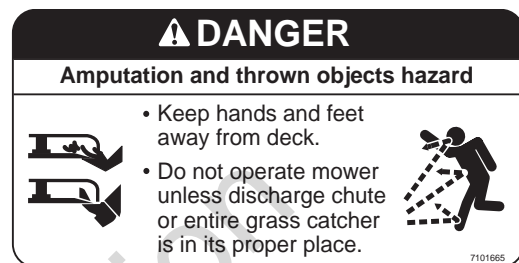 DANGER
Amputation and thrown objects hazard
• Keep hands and feet
away from deck.
• Do not operate mower
unless discharge chute
or entire grass catcher
is in its proper place.
7101665